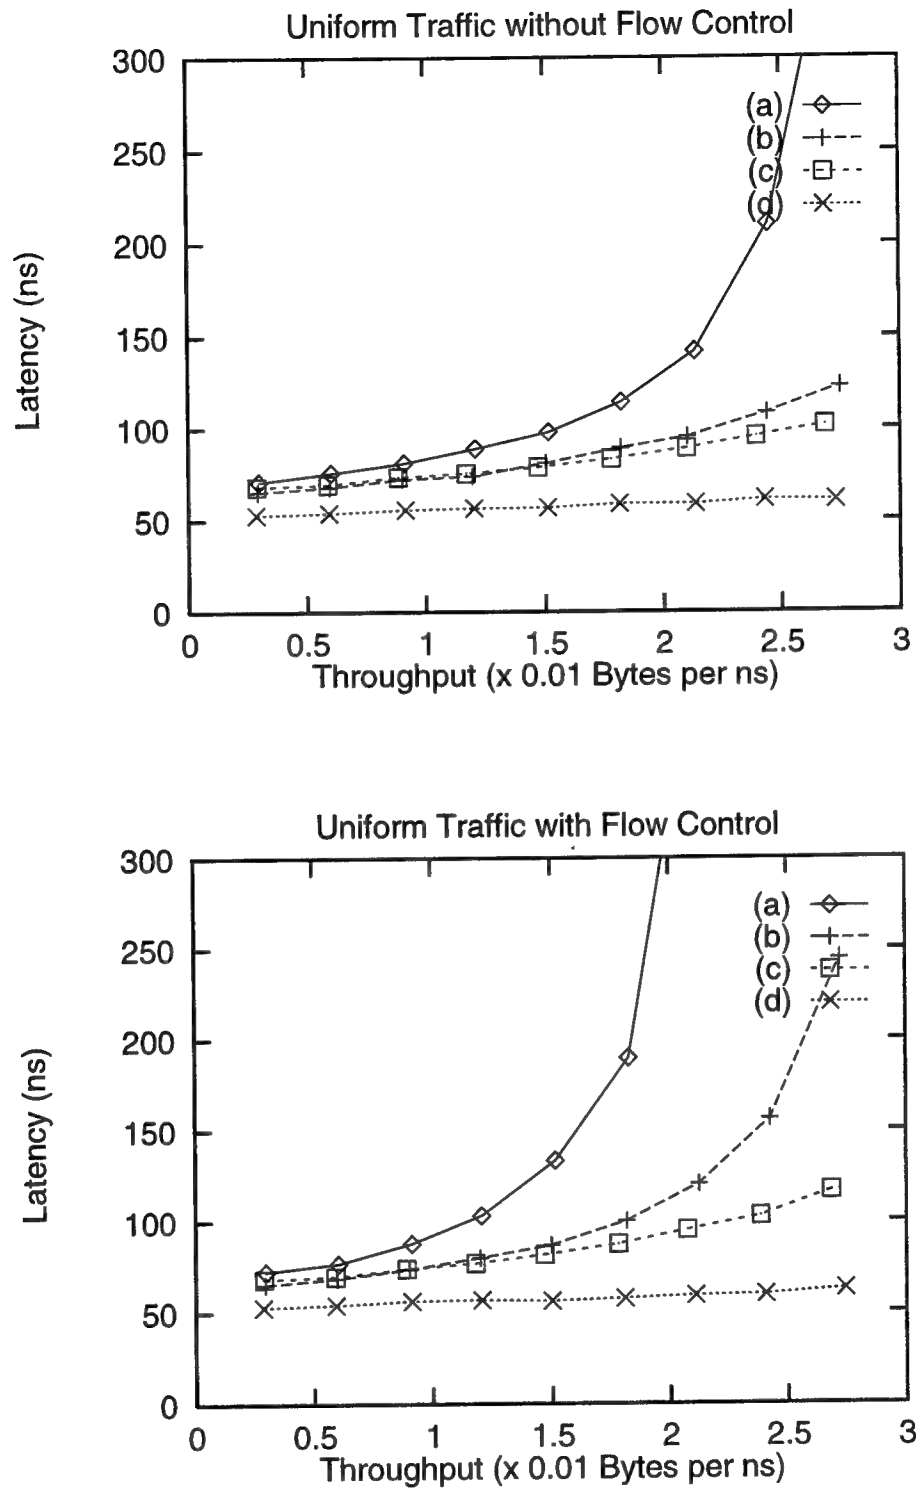 Uniform Traffic without Flow Control
300
250
200
150
100
50
0
Latency (ns)
(a)
(b)
(c)
(d)
0 0.5 1 1.5 2 2.5 3
Throughput (x 0.01 Bytes per ns)
Uniform Traffic with Flow Control
300
250
200
150
100
50
0
Latency (ns)
(a)
(b)
(c)
(d)
0 0.5 1 1.5 2 2.5 3
Throughput (x 0.01 Bytes per ns)